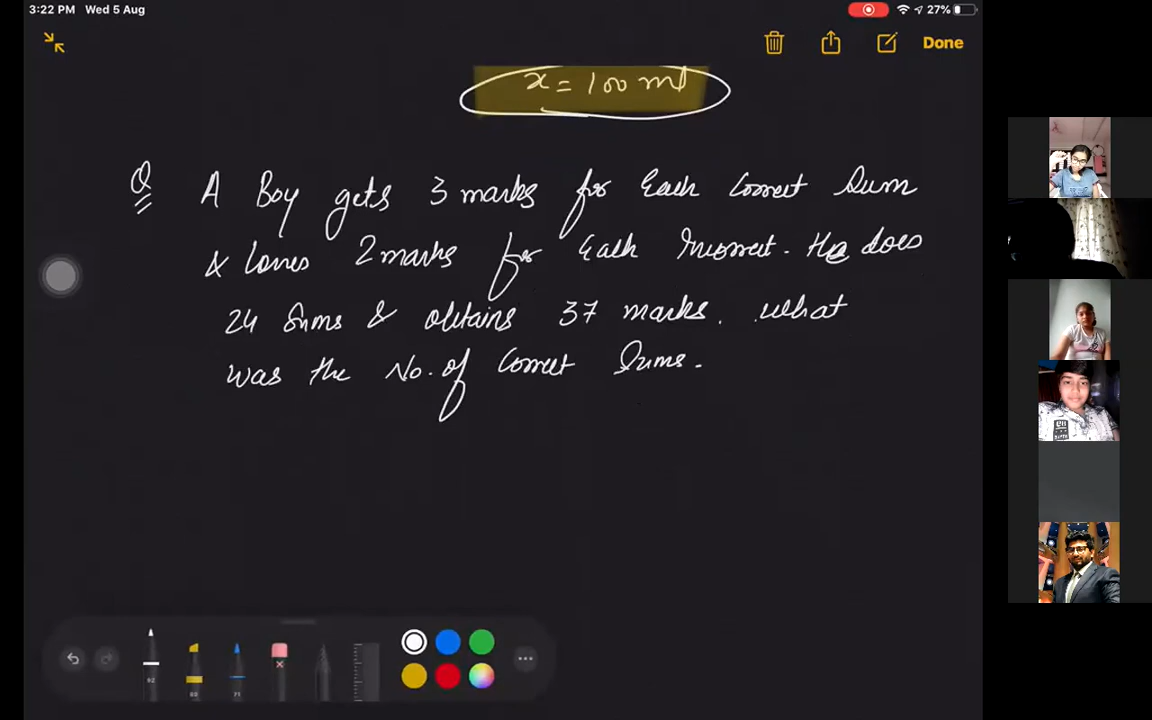 3:22 PM Wed 5 Aug
27%
Done
x = 100 ml
Q A Boy gets 3 marks for Each Correct Sum
& loses 2 marks for Each Incorrect. He does
24 Sums & obtains 37 marks. what
was the No. of Correct Sums.